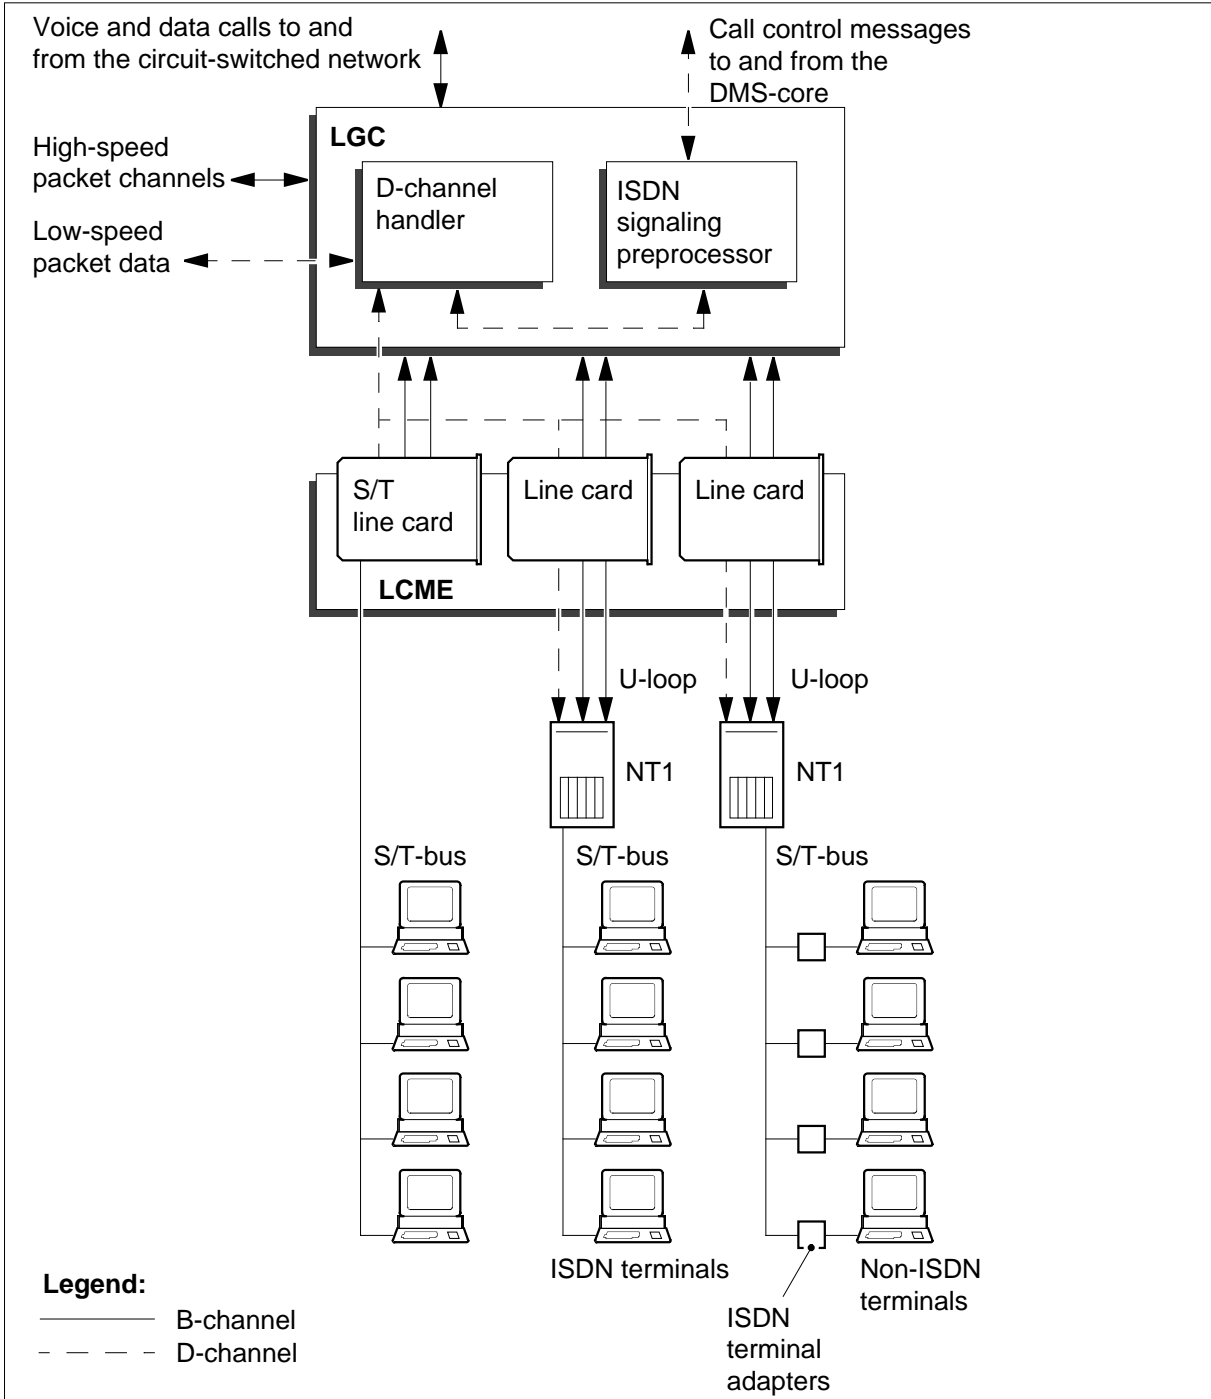 Voice and data calls to and
from the circuit-switched network
Call control messages
to and from the
DMS-core
LGC
High-speed
packet channels
D-channel
handler
ISDN
signaling
preprocessor
Low-speed
packet data
S/T
line card
Line card
Line card
LCME
U-loop
U-loop
NT1
NT1
S/T-bus
S/T-bus
S/T-bus
ISDN terminals
Non-ISDN
terminals
ISDN
terminal
adapters
Legend:
B-channel
D-channel